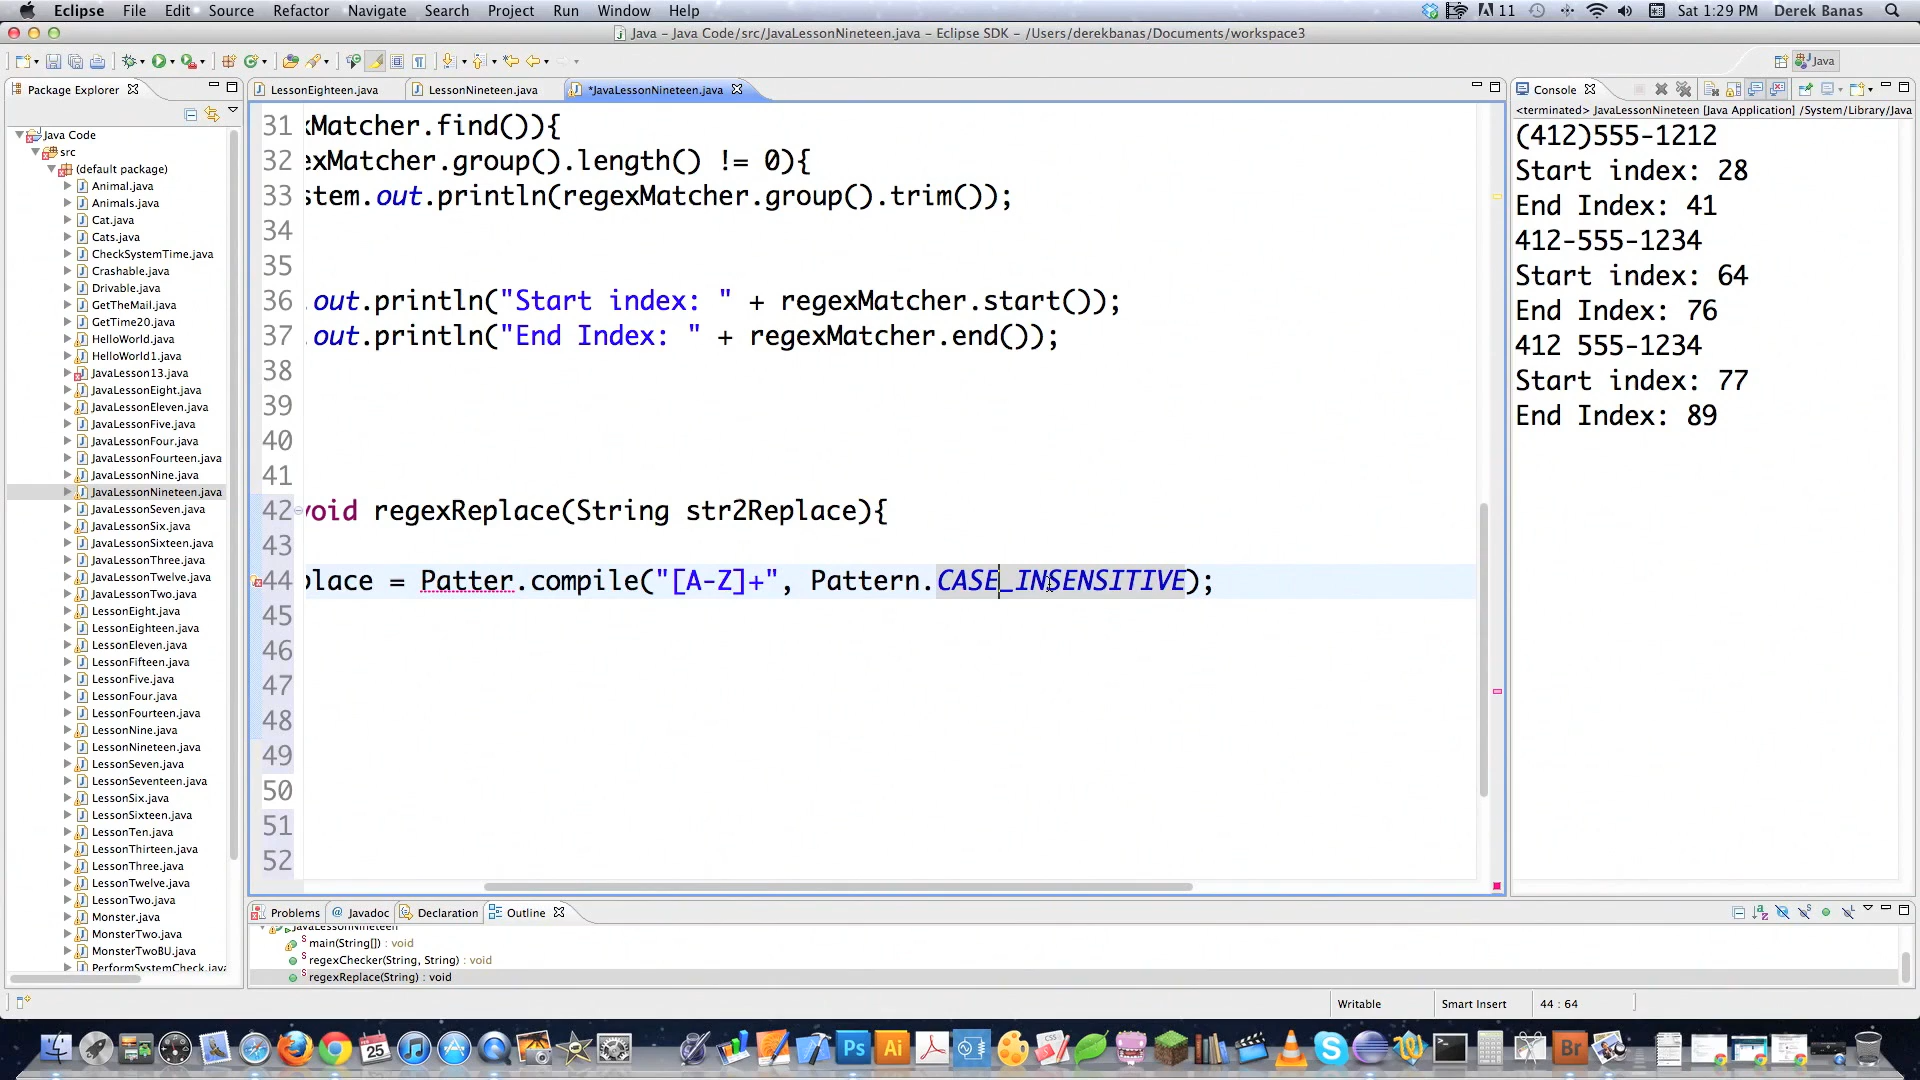 Eclipse File Edit Source Refactor Navigate Search Project Run Window Help
11 Sat 1:29 PM Derek Banas
Java - Java Code/src/JavaLessonNineteen.java - Eclipse SDK - /Users/derekbanas/Documents/workspace3
Java
Package Explorer
Java Code
src
(default package)
Animal.java
Animals.java
Cat.java
Cats.java
CheckSystemTime.java
Crashable.java
Drivable.java
GetTheMail.java
GetTime20.java
HelloWorld.java
HelloWorld1.java
JavaLesson13.java
JavaLessonEight.java
JavaLessonEleven.java
JavaLessonFive.java
JavaLessonFour.java
JavaLessonFourteen.java
JavaLessonNine.java
JavaLessonNineteen.java
JavaLessonSeven.java
JavaLessonSix.java
JavaLessonSixteen.java
JavaLessonThree.java
JavaLessonTwelve.java
JavaLessonTwo.java
LessonEight.java
LessonEighteen.java
LessonEleven.java
LessonFifteen.java
LessonFive.java
LessonFour.java
LessonFourteen.java
LessonNine.java
LessonNineteen.java
LessonSeven.java
LessonSeventeen.java
LessonSix.java
LessonSixteen.java
LessonTen.java
LessonThirteen.java
LessonThree.java
LessonTwelve.java
LessonTwo.java
Monster.java
MonsterTwo.java
MonsterTwoBU.java
PerformSystemCheck.java
LessonEighteen.java LessonNineteen.java *JavaLessonNineteen.java
31 xMatcher.find()){
32 exMatcher.group().length() != 0){
33 stem.out.println(regexMatcher.group().trim());
34
35
36 .out.println("Start index: " + regexMatcher.start());
37 .out.println("End Index: " + regexMatcher.end());
38
39
40
41
42 void regexReplace(String str2Replace){
43
44 place = Patter.compile("[A-Z]+", Pattern.CASE_INSENSITIVE);
45
46
47
48
49
50
51
52
Console
<terminated> JavaLessonNineteen [Java Application] /System/Library/Java
(412)555-1212
Start index: 28
End Index: 41
412-555-1234
Start index: 64
End Index: 76
412 555-1234
Start index: 77
End Index: 89
Problems @ Javadoc Declaration Outline
JavaLessonNineteen
main(String[]) : void
regexChecker(String, String) : void
regexReplace(String) : void
Writable Smart Insert 44 : 64
25 Ps Ai Br